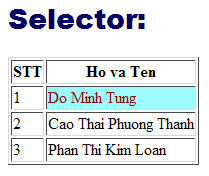 Selector:
STT Ho va Ten
1 Do Minh Tung
2 Cao Thai Phuong Thanh
3 Phan Thi Kim Loan